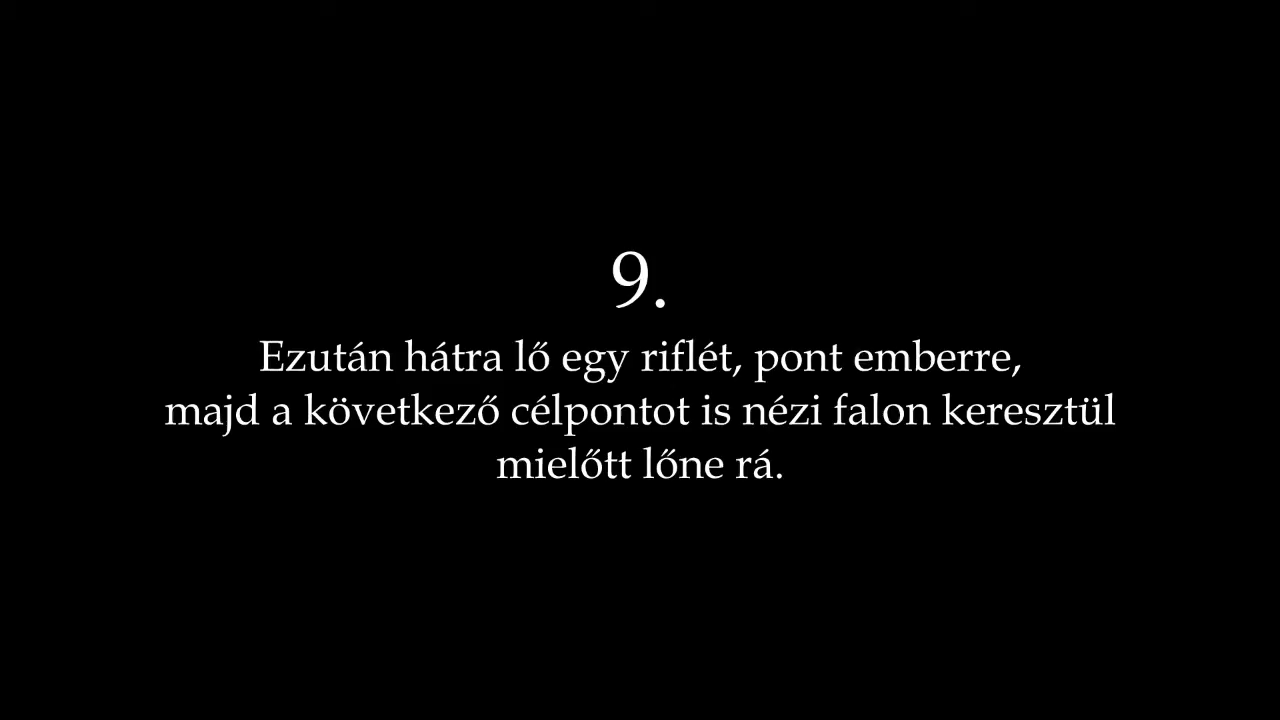 9.
Ezután hátra lő egy riflét, pont emberre,
majd a következő célpontot is nézi falon keresztül
mielőtt lőne rá.